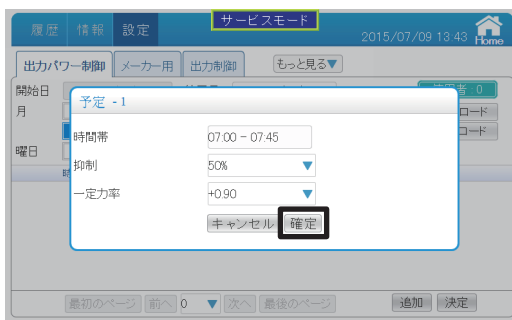 サービスモード
履歴 情報 設定
2015/07/09 13:43 Home
出力パワー制御 メーカー用 出力制御 もっと見る▼
開始日
月
予定 - 1
時間帯 07:00 - 07:45
ード
ード
曜日
抑制 50% ▼
一定力率 +0.90 ▼
キャンセル 確定
最初のページ 前へ 0 ▼ 次へ 最後のページ 追加 決定